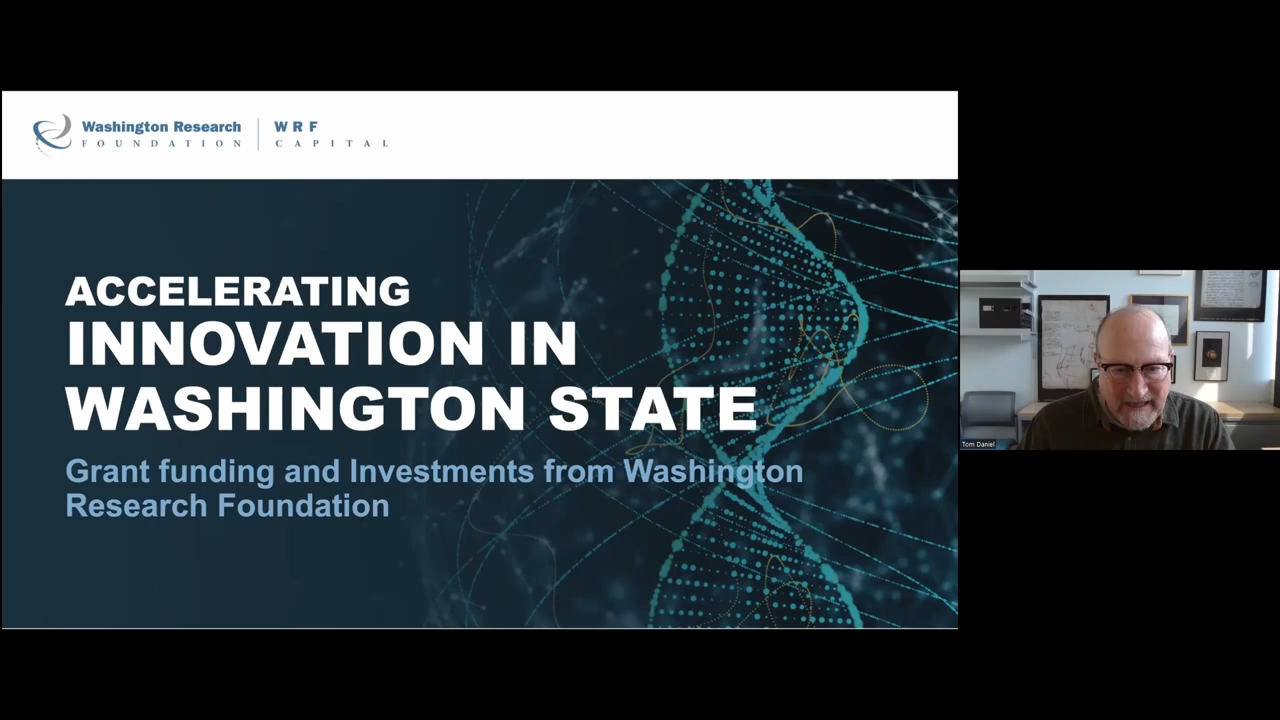 Washington Research
FOUNDATION
WRF
CAPITAL
ACCELERATING
INNOVATION IN
WASHINGTON STATE
Grant funding and Investments from Washington
Research Foundation
Tom Daniel